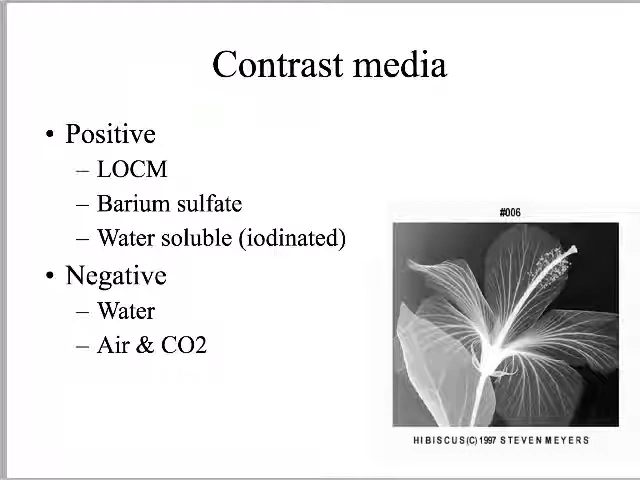 Contrast media
• Positive
– LOCM
– Barium sulfate
– Water soluble (iodinated)
• Negative
– Water
– Air & CO2
#006
HIBISCUS(C) 1997 STEVEN MEYERS